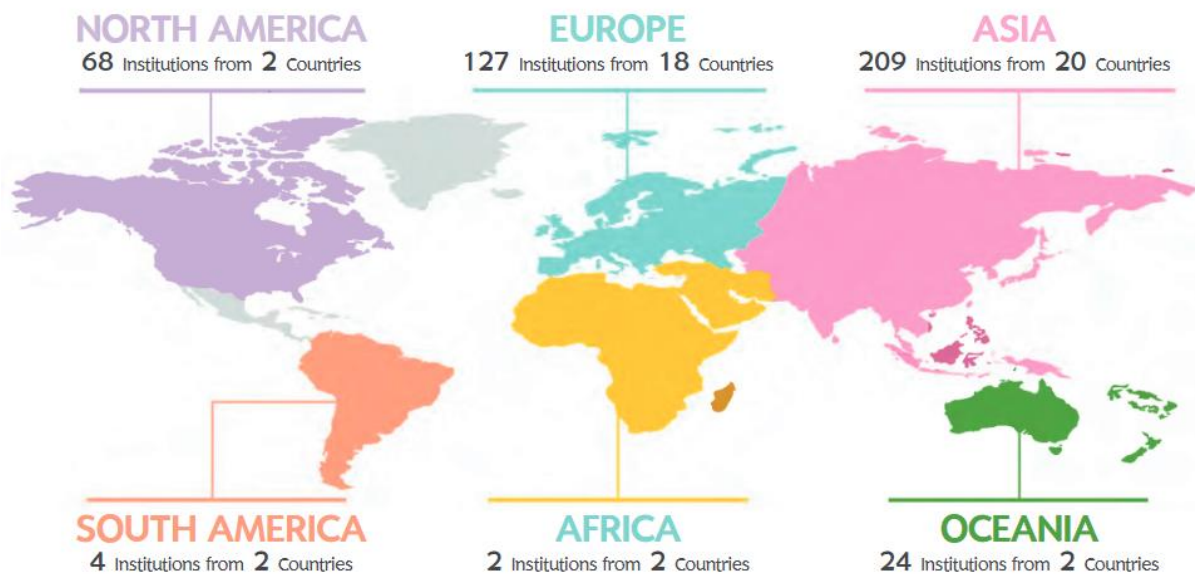 NORTH AMERICA
68 Institutions from 2 Countries
EUROPE
127 Institutions from 18 Countries
ASIA
209 Institutions from 20 Countries
SOUTH AMERICA
4 Institutions from 2 Countries
AFRICA
2 Institutions from 2 Countries
OCEANIA
24 Institutions from 2 Countries